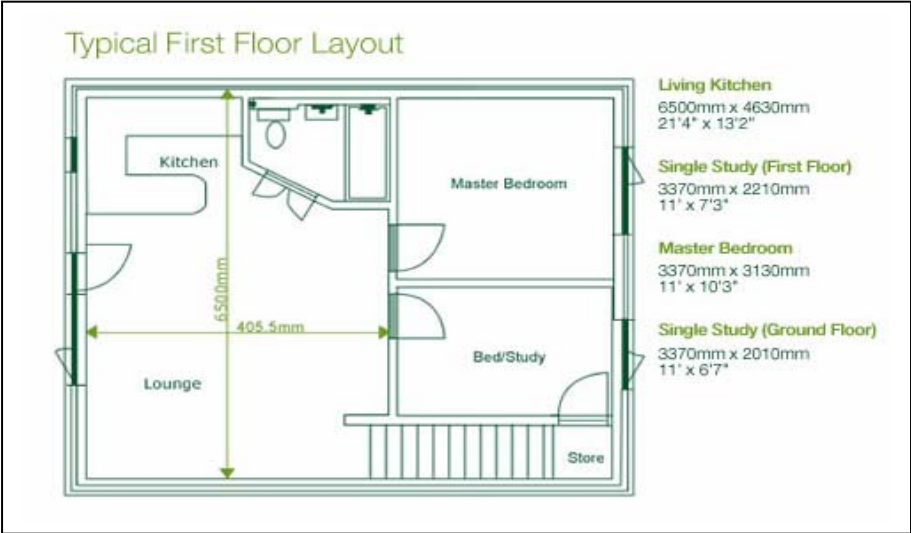 Typical First Floor Layout
Kitchen
Master Bedroom
6500mm
405.5mm
Lounge
Bed/Study
Store
Living Kitchen
6500mm x 4630mm
21'4" x 13'2"
Single Study (First Floor)
3370mm x 2210mm
11' x 7'3"
Master Bedroom
3370mm x 3130mm
11' x 10'3"
Single Study (Ground Floor)
3370mm x 2010mm
11' x 6'7"